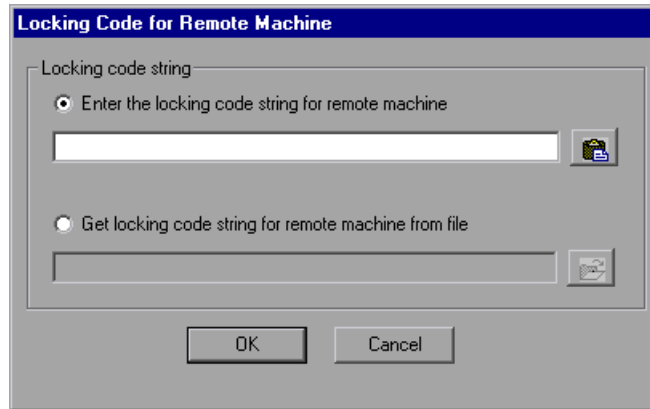 Locking Code for Remote Machine
Locking code string
Enter the locking code string for remote machine
Get locking code string for remote machine from file
OK
Cancel